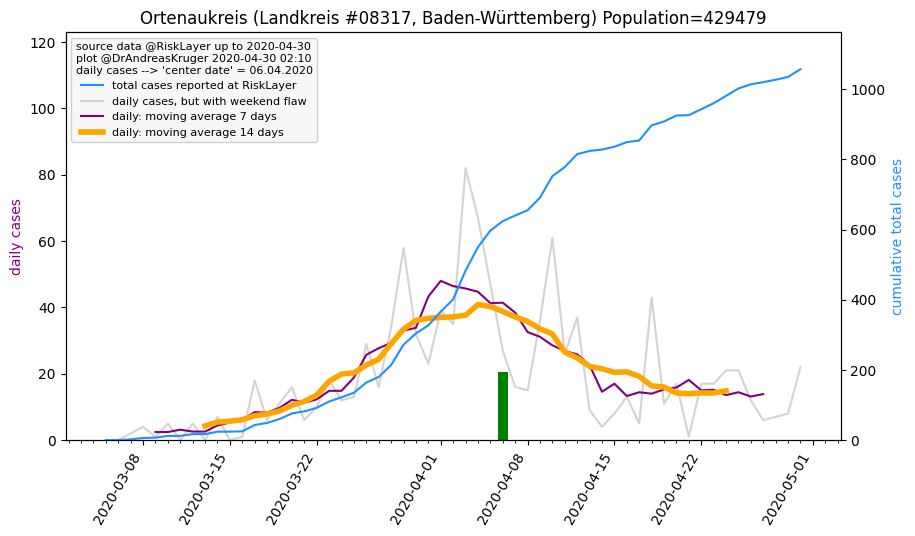 Ortenaukreis (Landkreis #08317, Baden-Württemberg) Population=429479
source data @RiskLayer up to 2020-04-30
plot @DrAndreasKruger 2020-04-30 02:10
daily cases --> 'center date' = 06.04.2020
total cases reported at RiskLayer
daily cases, but with weekend flaw
daily: moving average 7 days
daily: moving average 14 days
daily cases
120
100
80
60
40
20
0
1000
800
600
400
200
0
cumulative total cases
2020-03-08
2020-03-15
2020-03-22
2020-04-01
2020-04-08
2020-04-15
2020-04-22
2020-05-01